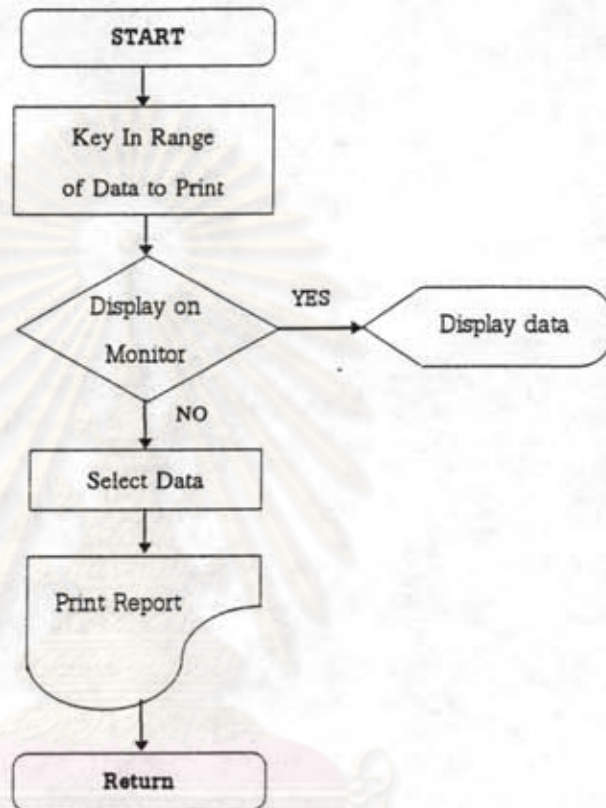 START
Key In Range
of Data to Print
Display on
Monitor
YES
Display data
NO
Select Data
Print Report
Return